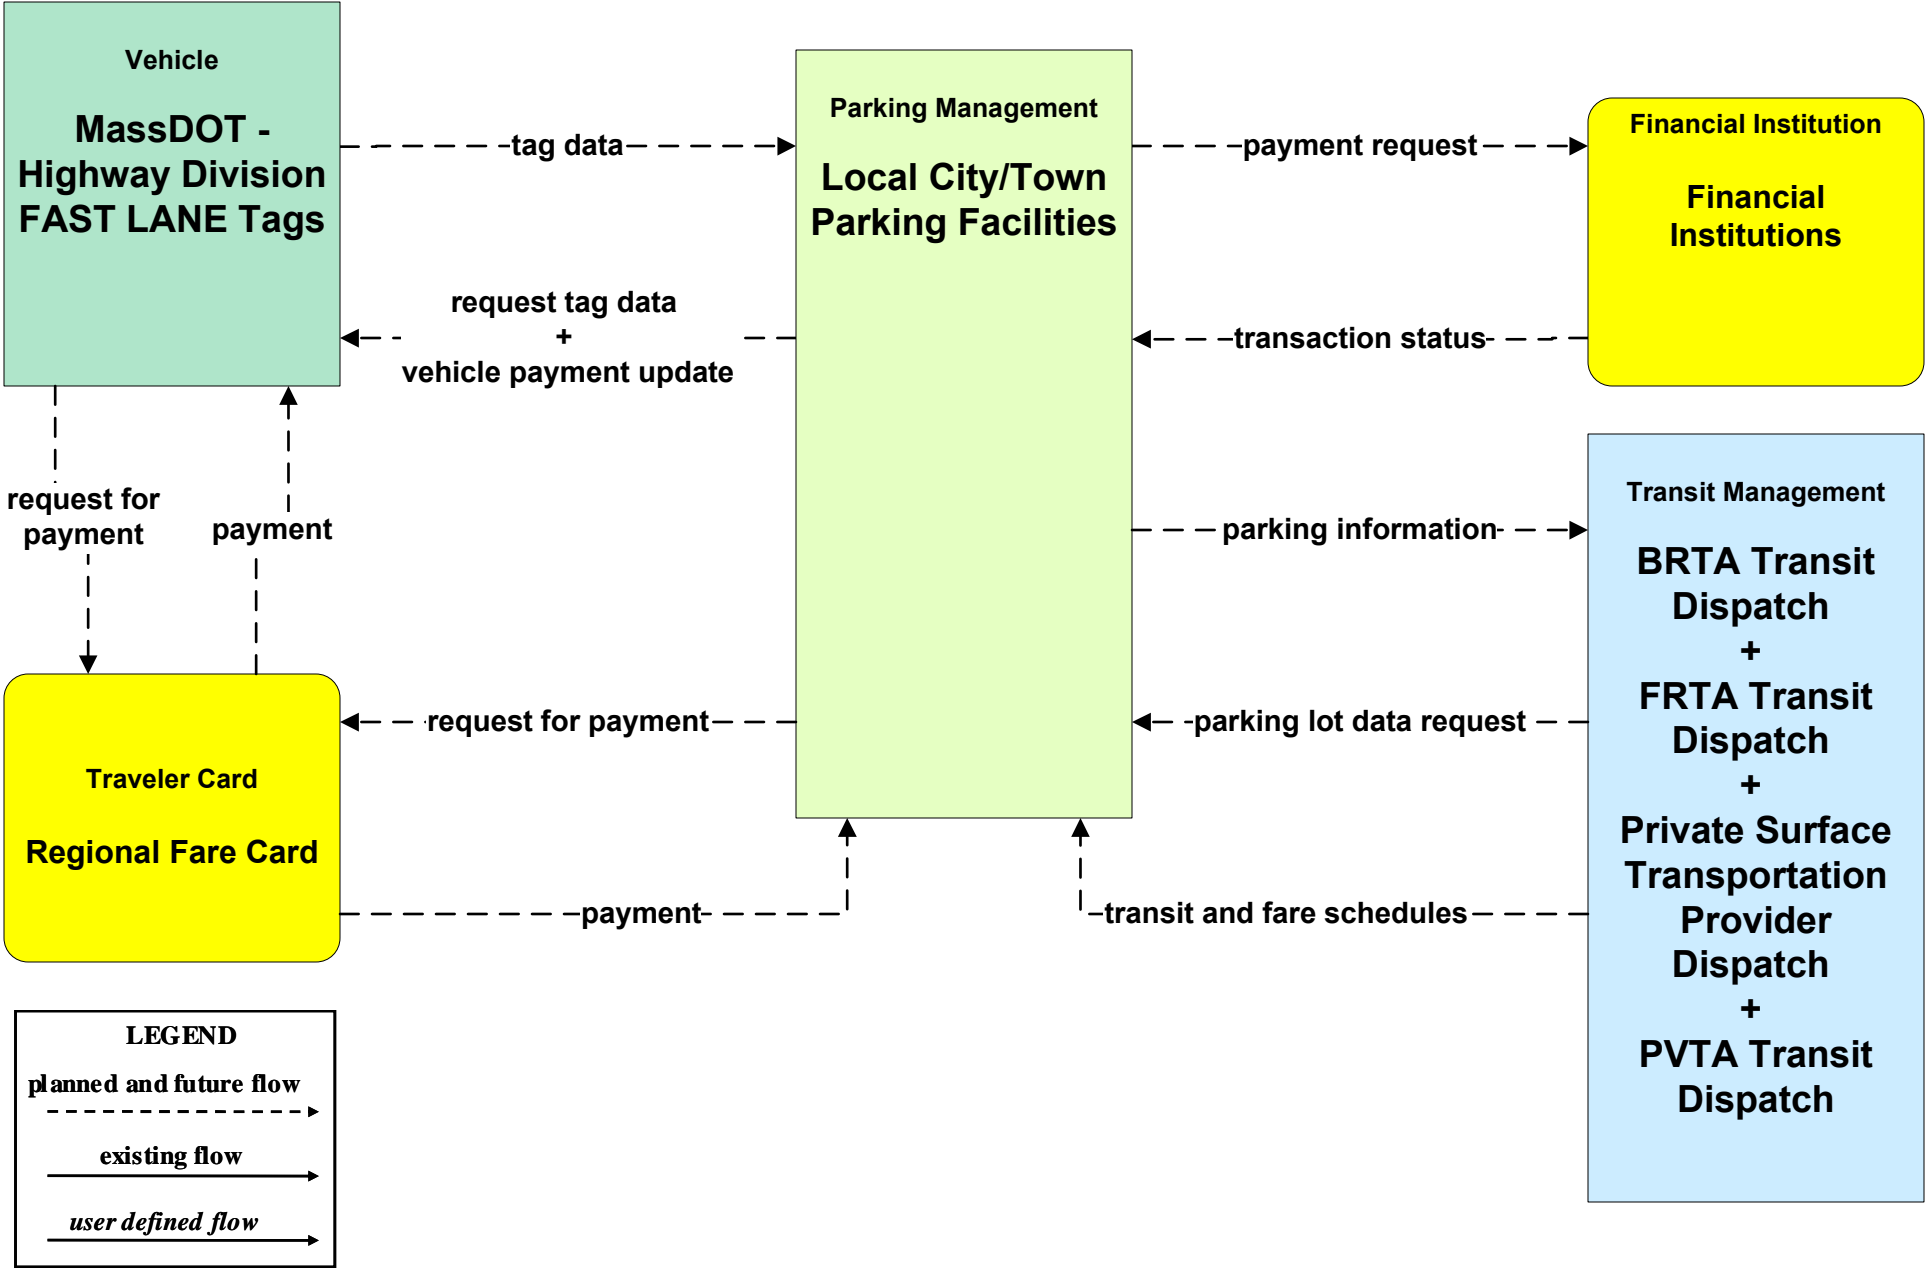 Vehicle
MassDOT -
Highway Division
FAST LANE Tags
tag data
Parking Management
Local City/Town
Parking Facilities
payment request
Financial Institution
Financial
Institutions
request tag data
+
vehicle payment update
transaction status
request for
payment
payment
parking information
Transit Management
BRTA Transit
Dispatch
+
FRTA Transit
Dispatch
+
Private Surface
Transportation
Provider
Dispatch
+
PVTA Transit
Dispatch
request for payment
parking lot data request
Traveler Card
Regional Fare Card
payment
transit and fare schedules
LEGEND
planned and future flow
existing flow
user defined flow